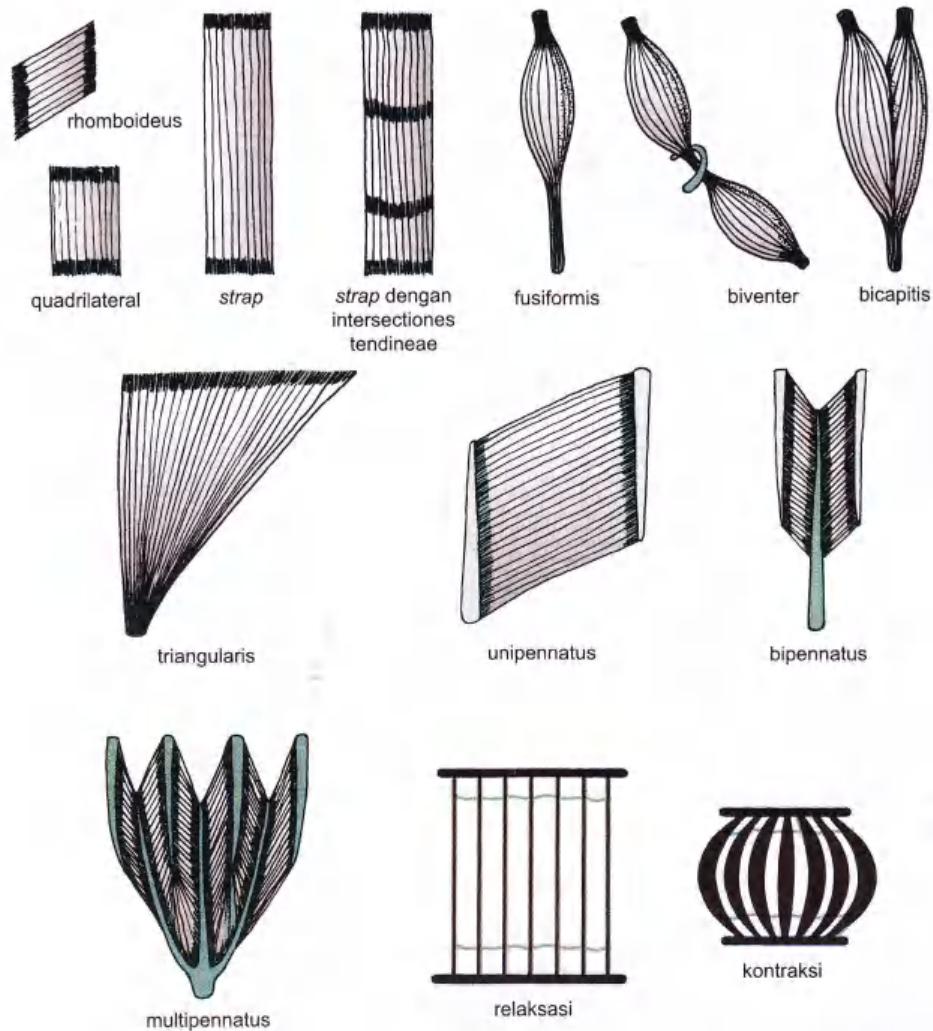 rhomboideus
quadrilateral
strap
strap dengan
intersectiones
tendineae
fusiformis
biventer
bicapitis
triangularis
unipennatus
bipennatus
multipennatus
relaksasi
kontraksi